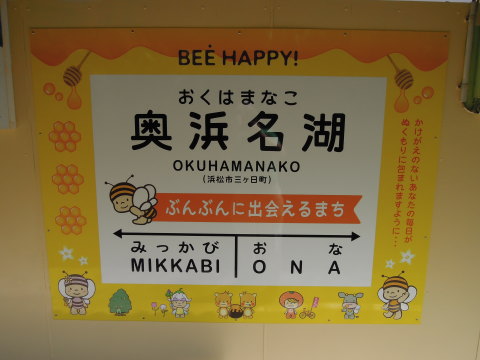 BEE HAPPY!
おくはまなこ
奥浜名湖
OKUHAMANAKO
(浜松市三ヶ日町)
ぶんぶんに出会えるまち
みっかび おな
MIKKABI ONA
かけがえのないあなたの毎日が
ぬくもりに包まれますように…